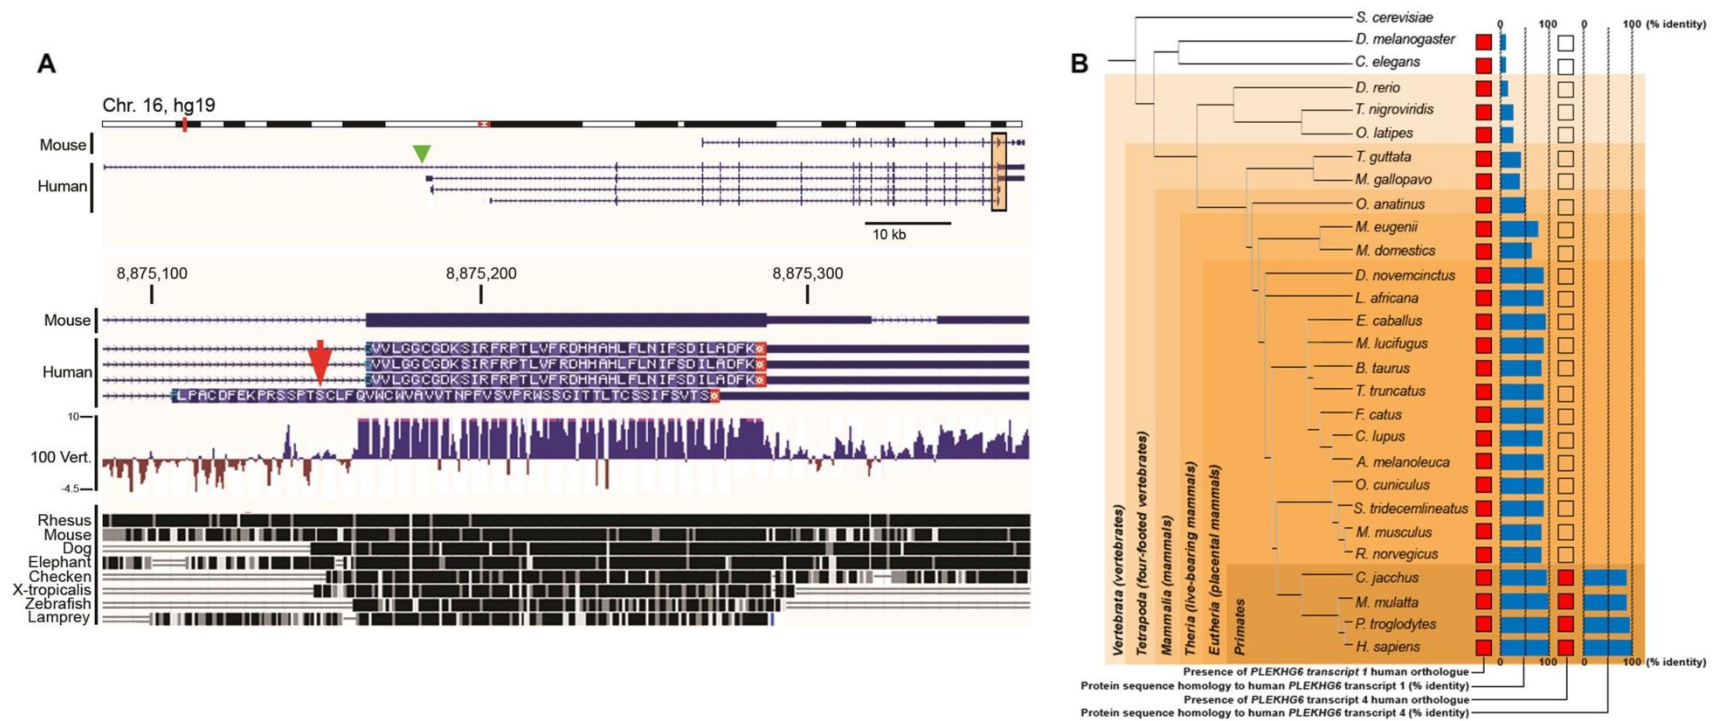 A
Chr. 16, hg19
Mouse
Human
10 kb
8,875,100
8,875,200
8,875,300
Mouse
Human
VVLGGCGDKSIRFRPTLVFRDHHAHLFLNIFSDILADFK
VVLGGCGDKSIRFRPTLVFRDHHAHLFLNIFSDILADFK
VVLGGCGDKSIRFRPTLVFRDHHAHLFLNIFSDILADFK
LPACDFEKPRSSPTSCLFQVWCWVAVVTNPFVSVPRWSSGITTLTCSSIFSVTS
10
100 Vert.
-4.5
Rhesus
Mouse
Dog
Elephant
Checken
X-tropicalis
Zebrafish
Lamprey
B
S. cerevisiae
D. melanogaster
C. elegans
D. rerio
T. nigroviridis
O. latipes
T. guttata
M. gallopavo
O. anatinus
M. eugenii
M. domestics
D. novemcinctus
L. africana
E. caballus
M. lucifugus
B. taurus
T. truncatus
F. catus
C. lupus
A. melanoleuca
O. cuniculus
S. tridecemlineatus
M. musculus
R. norvegicus
C. jacchus
M. mulatta
P. troglodytes
H. sapiens
0 100 0 100 (% identity)
Vertebrata (vertebrates)
Tetrapoda (four-footed vertebrates)
Mammalia (mammals)
Theria (live-bearing mammals)
Eutheria (placental mammals)
Primates
0 100 0 100 (% identity)
Presence of PLEKHG6 transcript 1 human orthologue
Protein sequence homology to human PLEKHG6 transcript 1 (% identity)
Presence of PLEKHG6 transcript 4 human orthologue
Protein sequence homology to human PLEKHG6 transcript 4 (% identity)